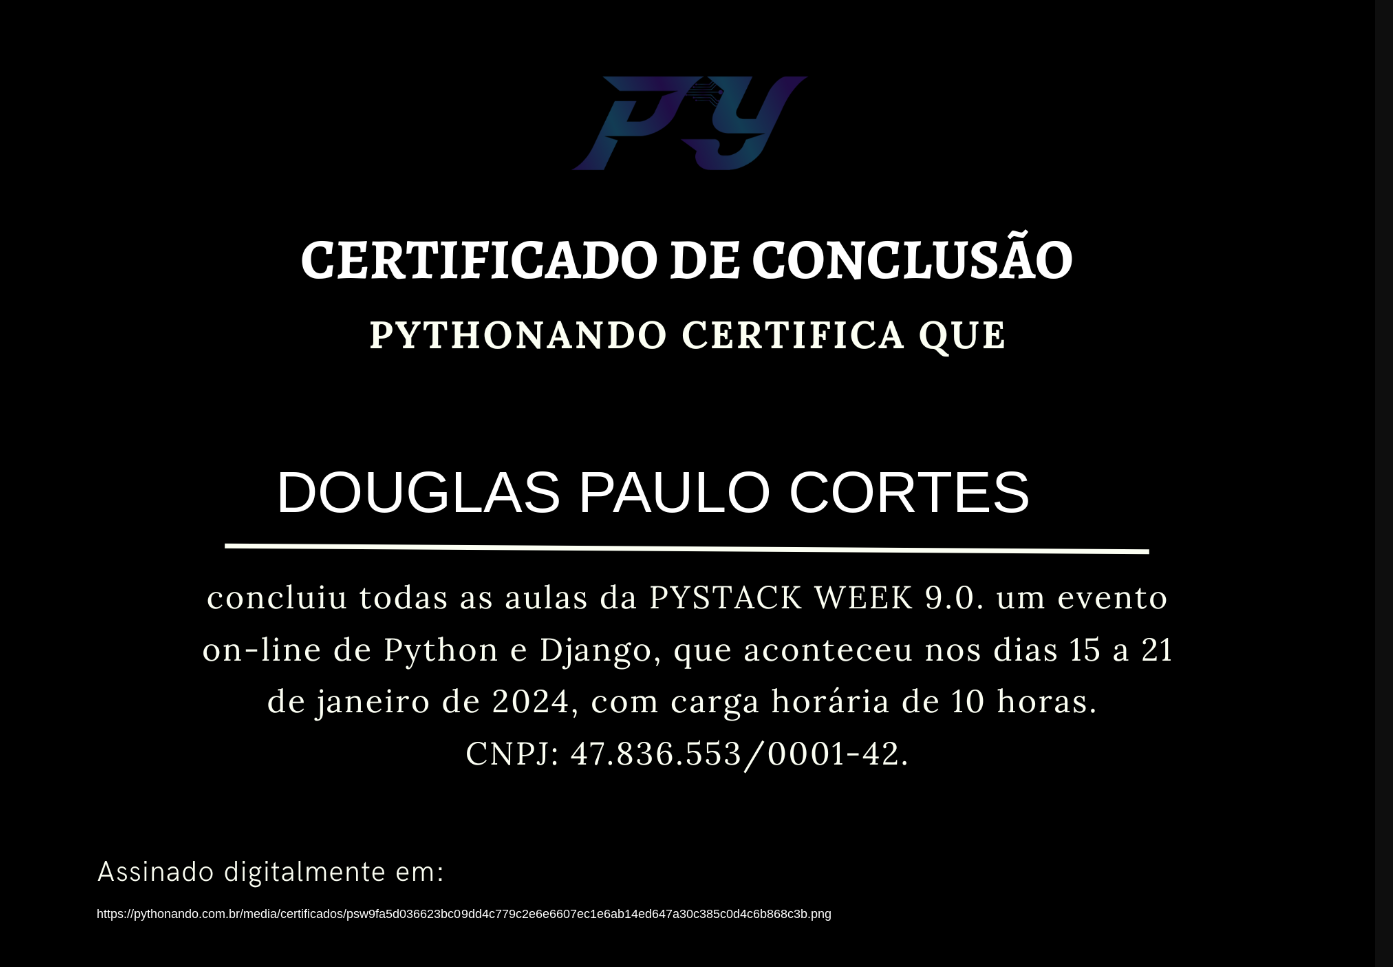 PY
CERTIFICADO DE CONCLUSÃO
PYTHONANDO CERTIFICA QUE
DOUGLAS PAULO CORTES
concluiu todas as aulas da PYSTACK WEEK 9.0. um evento
on-line de Python e Django, que aconteceu nos dias 15 a 21
de janeiro de 2024, com carga horária de 10 horas.
CNPJ: 47.836.553/0001-42.
Assinado digitalmente em:
https://pythonando.com.br/media/certificados/psw9fa5d036623bc09dd4c779c2e6e6607ec1e6ab14ed647a30c385c0d4c6b868c3b.png